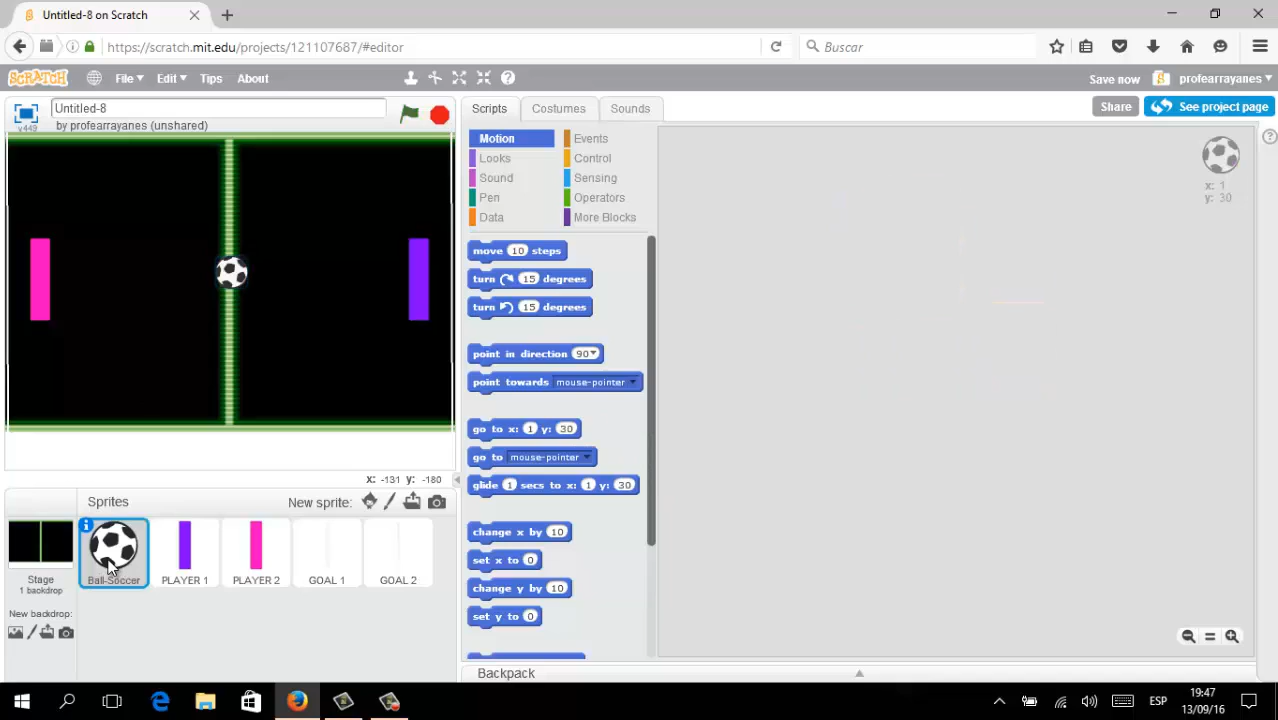 Untitled-8 on Scratch
https://scratch.mit.edu/projects/121107687/#editor
Buscar
SCRATCH
File
Edit
Tips
About
Save now
profearrayanes
v449
Untitled-8
by profearrayanes (unshared)
Scripts
Costumes
Sounds
Share
See project page
Motion
Events
Looks
Control
Sound
Sensing
Pen
Operators
Data
More Blocks
x: 1
y: 30
move 10 steps
turn 15 degrees
turn 15 degrees
point in direction 90
point towards mouse-pointer
go to x: 1 y: 30
go to mouse-pointer
glide 1 secs to x: 1 y: 30
change x by 10
set x to 0
change y by 10
set y to 0
x: -131 y: -180
Sprites
New sprite:
Stage
1 backdrop
New backdrop:
Ball-Soccer
PLAYER 1
PLAYER 2
GOAL 1
GOAL 2
Backpack
ESP
19:47
13/09/16